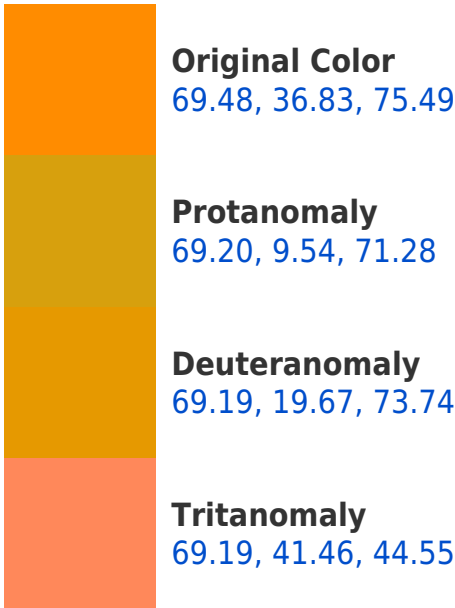 Original Color
69.48, 36.83, 75.49
Protanomaly
69.20, 9.54, 71.28
Deuteranomaly
69.19, 19.67, 73.74
Tritanomaly
69.19, 41.46, 44.55